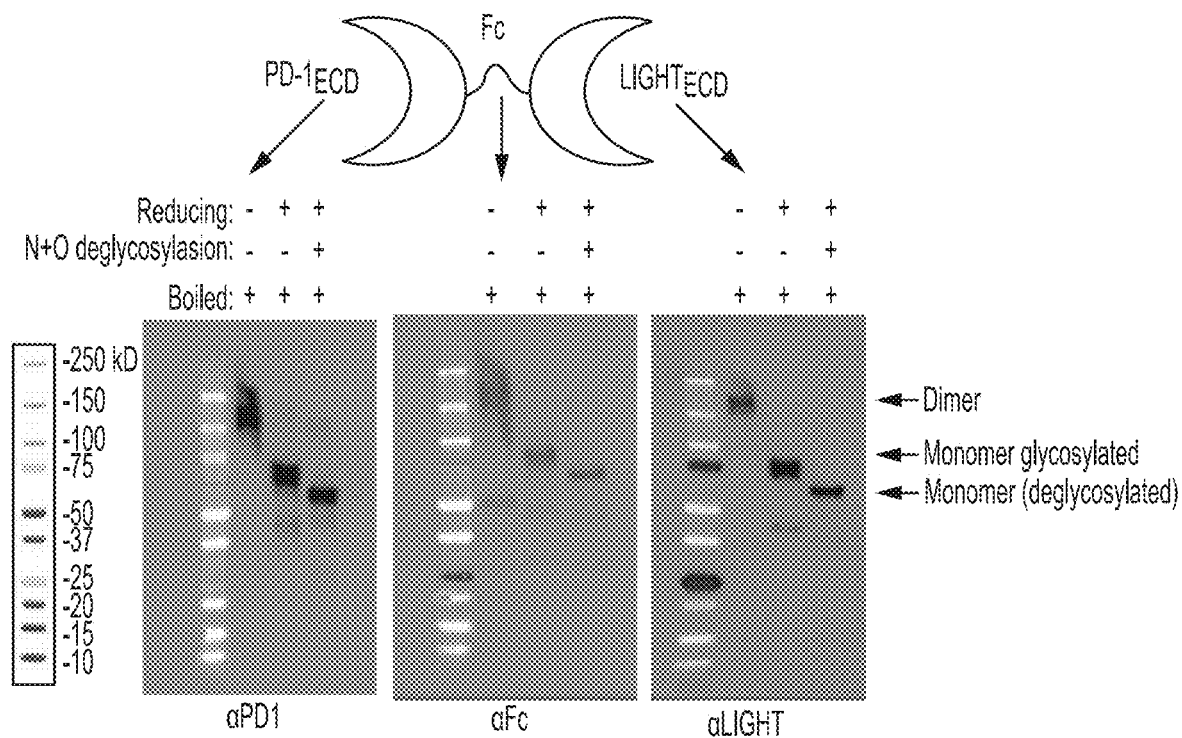 Fc
PD-1ECD
LIGHTECD
Reducing: - + + - + + - + +
N+O deglycosylasion: - - + - - + - - +
Boiled: + + + + + + + + +
-250 kD
-150
-100
-75
-50
-37
-25
-20
-15
-10
Dimer
Monomer glycosylated
Monomer (deglycosylated)
αPD1
αFc
αLIGHT